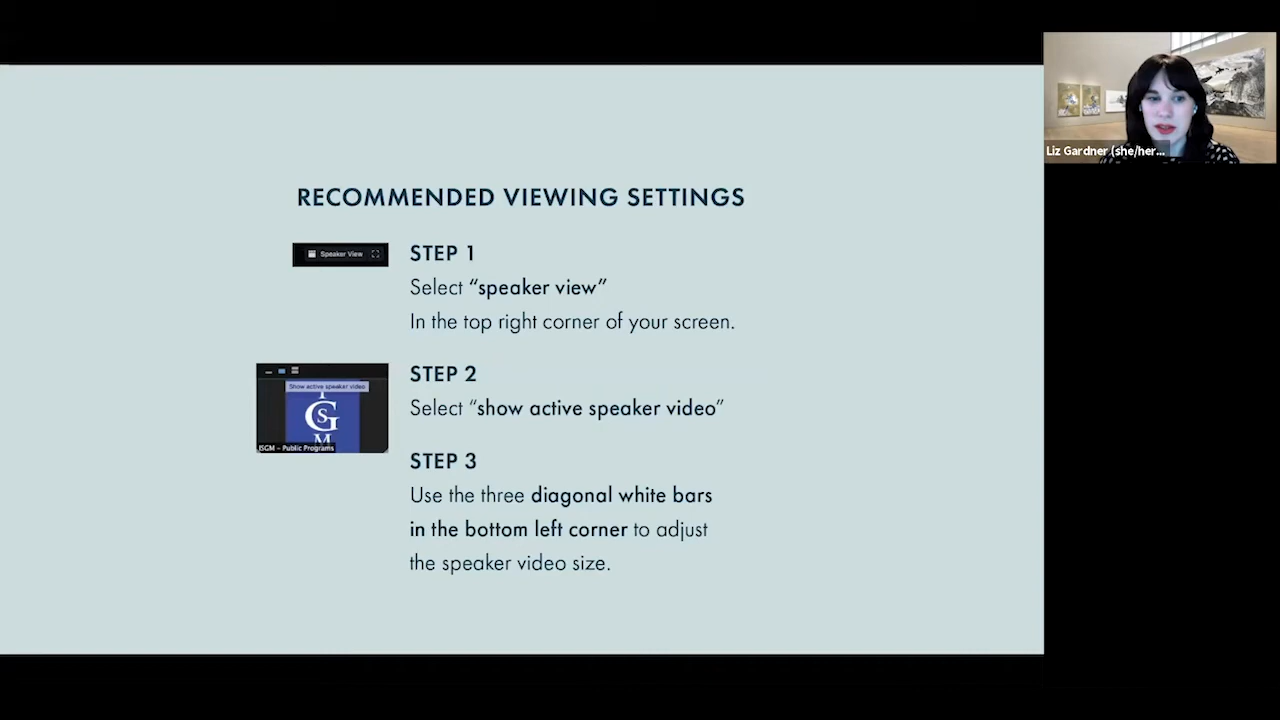 RECOMMENDED VIEWING SETTINGS
Speaker View
STEP 1
Select “speaker view”
In the top right corner of your screen.
Show active speaker video
I
SG
M
ISGM – Public Programs
STEP 2
Select “show active speaker video”
STEP 3
Use the three diagonal white bars
in the bottom left corner to adjust
the speaker video size.
Liz Gardner (she/her...